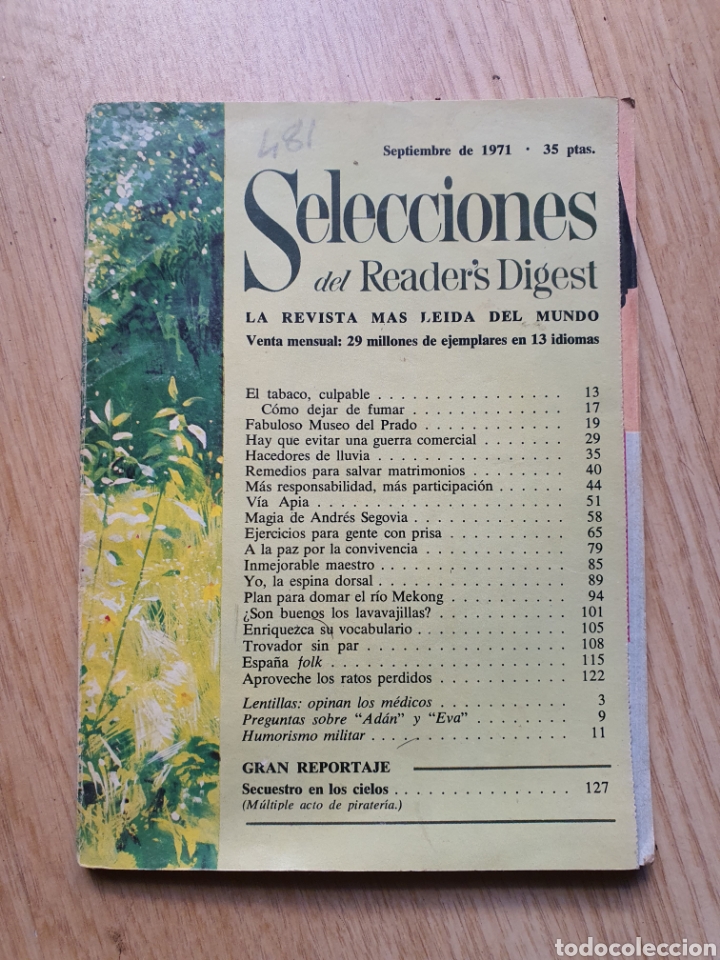 481
Septiembre de 1971 · 35 ptas.
Selecciones
del Reader's Digest
LA REVISTA MAS LEIDA DEL MUNDO
Venta mensual: 29 millones de ejemplares en 13 idiomas
El tabaco, culpable . . . . . . . . . . . . . . . . 13
Cómo dejar de fumar . . . . . . . . . . . . . 17
Fabuloso Museo del Prado . . . . . . . . . . . . 19
Hay que evitar una guerra comercial . . . . . . . . 29
Hacedores de lluvia . . . . . . . . . . . . . . . 35
Remedios para salvar matrimonios . . . . . . . . . 40
Más responsabilidad, más participación . . . . . . . 44
Vía Apia . . . . . . . . . . . . . . . . . . . . 51
Magia de Andrés Segovia . . . . . . . . . . . . . 58
Ejercicios para gente con prisa . . . . . . . . . . 65
A la paz por la convivencia . . . . . . . . . . . . 79
Inmejorable maestro . . . . . . . . . . . . . . . 85
Yo, la espina dorsal . . . . . . . . . . . . . . . 89
Plan para domar el río Mekong . . . . . . . . . . 94
¿Son buenos los lavavajillas? . . . . . . . . . . . 101
Enriquezca su vocabulario . . . . . . . . . . . . 105
Trovador sin par . . . . . . . . . . . . . . . . 108
España folk . . . . . . . . . . . . . . . . . . 115
Aproveche los ratos perdidos . . . . . . . . . . . 122
Lentillas: opinan los médicos . . . . . . . . . . . 3
Preguntas sobre “Adán” y “Eva” . . . . . . . . 9
Humorismo militar . . . . . . . . . . . . . . . 11
GRAN REPORTAJE
Secuestro en los cielos . . . . . . . . . . . . . . 127
(Múltiple acto de piratería.)
todocoleccion